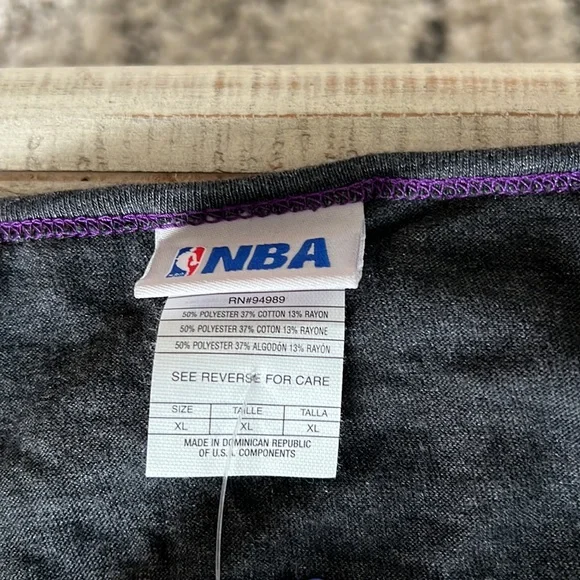 NBA
RN#94989
50% POLYESTER 37% COTTON 13% RAYON
50% POLYESTER 37% COTON 13% RAYONE
50% POLYESTER 37% ALGODÓN 13% RAYÓN
SEE REVERSE FOR CARE
SIZE TAILLE TALLA
XL XL XL
MADE IN DOMINICAN REPUBLIC
OF U.S.A. COMPONENTS